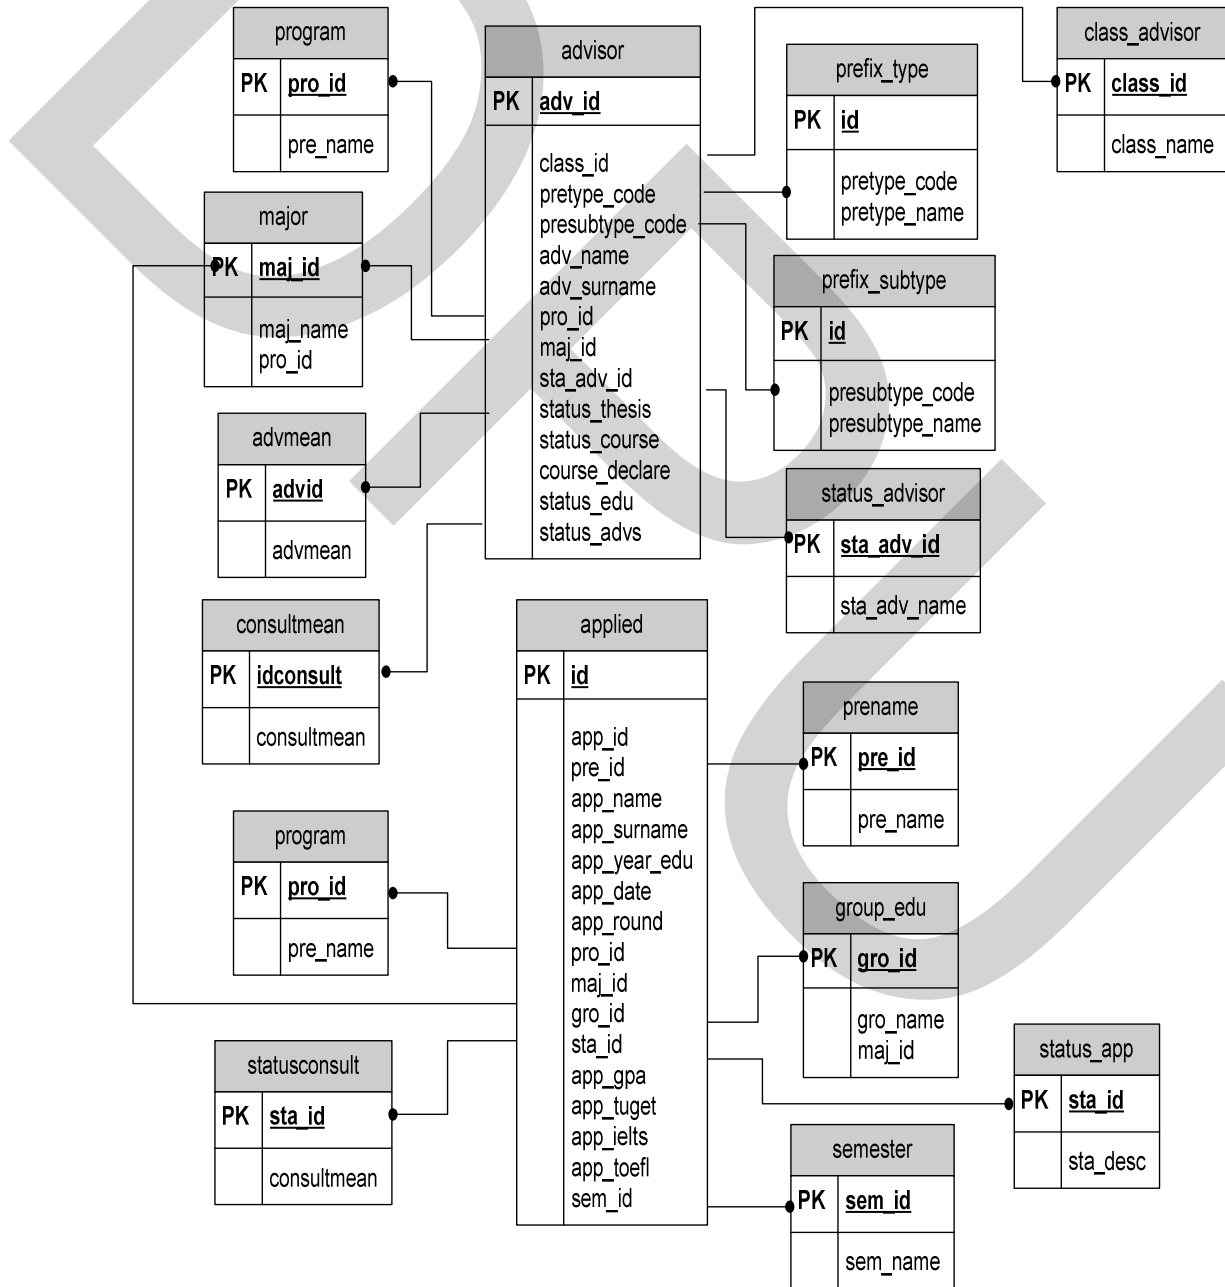 program
PK pro_id
pre_name
major
PK maj_id
maj_name
pro_id
advmean
PK advid
advmean
consultmean
PK idconsult
consultmean
program
PK pro_id
pre_name
statusconsult
PK sta_id
consultmean
advisor
PK adv_id
class_id
pretype_code
presubtype_code
adv_name
adv_surname
pro_id
maj_id
sta_adv_id
status_thesis
status_course
course_declare
status_edu
status_advs
applied
PK id
app_id
pre_id
app_name
app_surname
app_year_edu
app_date
app_round
pro_id
maj_id
gro_id
sta_id
app_gpa
app_tuget
app_ielts
app_toefl
sem_id
prefix_type
PK id
pretype_code
pretype_name
class_advisor
PK class_id
class_name
prefix_subtype
PK id
presubtype_code
presubtype_name
status_advisor
PK sta_adv_id
sta_adv_name
prename
PK pre_id
pre_name
group_edu
PK gro_id
gro_name
maj_id
status_app
PK sta_id
sta_desc
semester
PK sem_id
sem_name
DPU